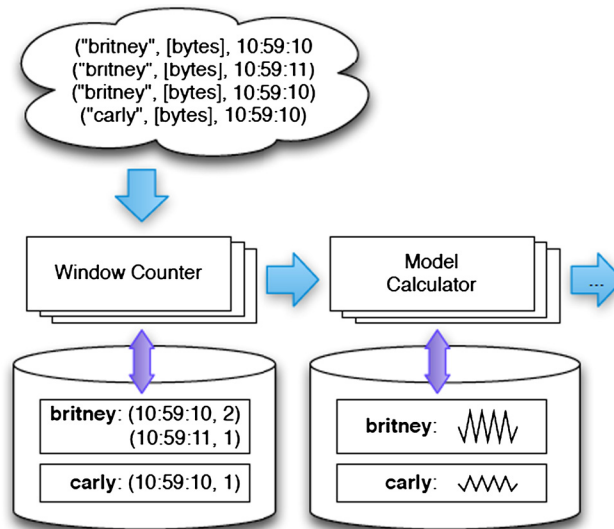 ("britney", [bytes], 10:59:10
("britney", [bytes], 10:59:11)
("britney", [bytes], 10:59:10)
("carly", [bytes], 10:59:10)
Window Counter
Model
Calculator
...
britney: (10:59:10, 2)
(10:59:11, 1)
carly: (10:59:10, 1)
britney:
carly: